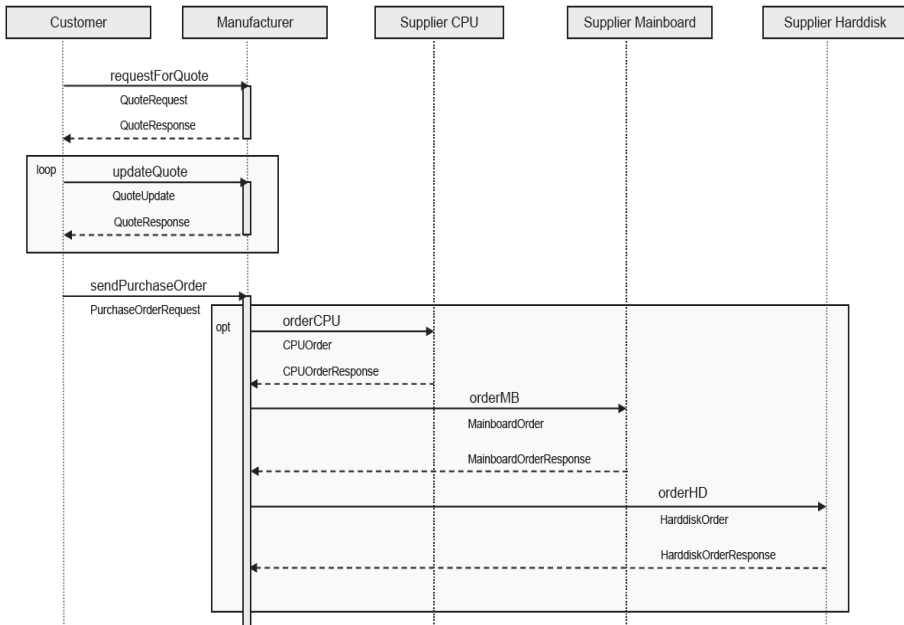 Customer
Manufacturer
Supplier CPU
Supplier Mainboard
Supplier Harddisk
requestForQuote
QuoteRequest
QuoteResponse
loop
updateQuote
QuoteUpdate
QuoteResponse
sendPurchaseOrder
PurchaseOrderRequest
opt
orderCPU
CPUOrder
CPUOrderResponse
orderMB
MainboardOrder
MainboardOrderResponse
orderHD
HarddiskOrder
HarddiskOrderResponse